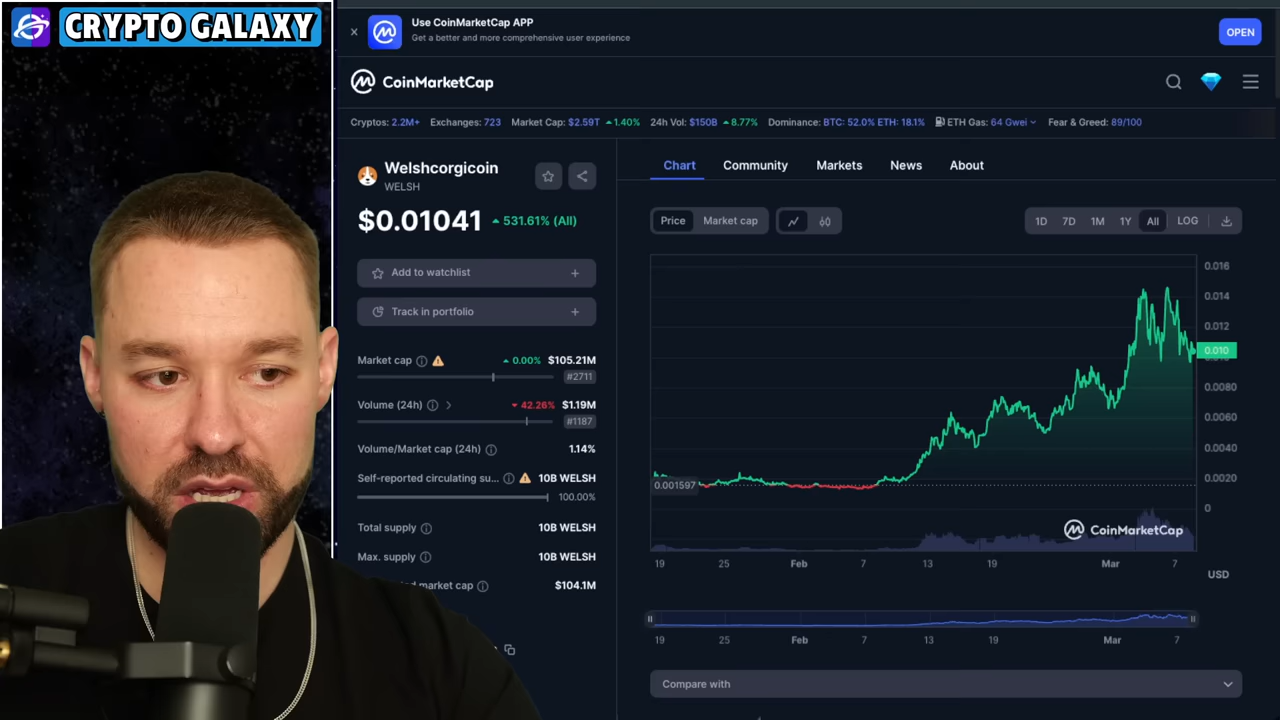 CRYPTO GALAXY
Use CoinMarketCap APP
Get a better and more comprehensive user experience
OPEN
CoinMarketCap
Cryptos: 2.2M+ Exchanges: 723 Market Cap: $2.59T 1.40% 24h Vol: $150B 8.77% Dominance: BTC: 52.0% ETH: 18.1% ETH Gas: 64 Gwei Fear & Greed: 89/100
Welshcorgicoin
WELSH
$0.01041 531.61% (All)
Add to watchlist +
Track in portfolio +
Market cap 0.00% $105.21M
#2711
Volume (24h) 42.26% $1.19M
#1187
Volume/Market cap (24h) 1.14%
Self-reported circulating su... 10B WELSH
100.00%
Total supply 10B WELSH
Max. supply 10B WELSH
market cap $104.1M
Chart Community Markets News About
Price Market cap
1D 7D 1M 1Y All LOG
0.016
0.014
0.012
0.010
0.0080
0.0060
0.0040
0.0020
0
0.001597
CoinMarketCap
19 25 Feb 7 13 19 Mar 7
USD
19 25 Feb 7 13 19 Mar 7
Compare with